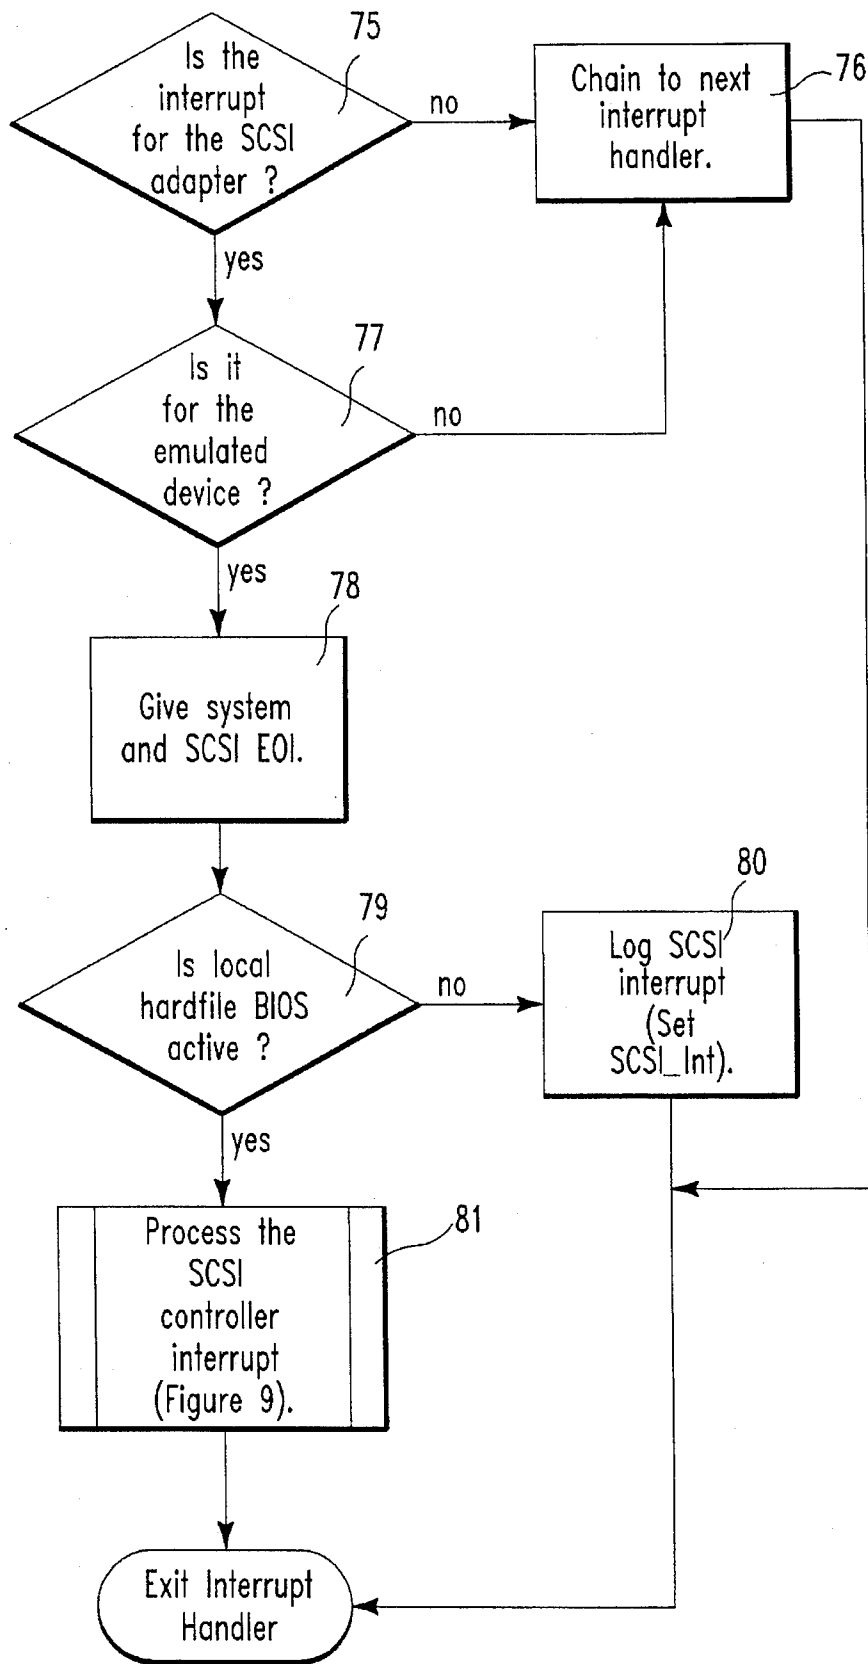 75
Is the
interrupt
for the SCSI
adapter ?
no
Chain to next
interrupt
handler.
76
yes
77
Is it
for the
emulated
device ?
no
yes
78
Give system
and SCSI EOI.
79
Is local
hardfile BIOS
active ?
no
80
Log SCSI
interrupt
(Set
SCSI_Int).
yes
81
Process the
SCSI
controller
interrupt
(Figure 9).
Exit Interrupt
Handler